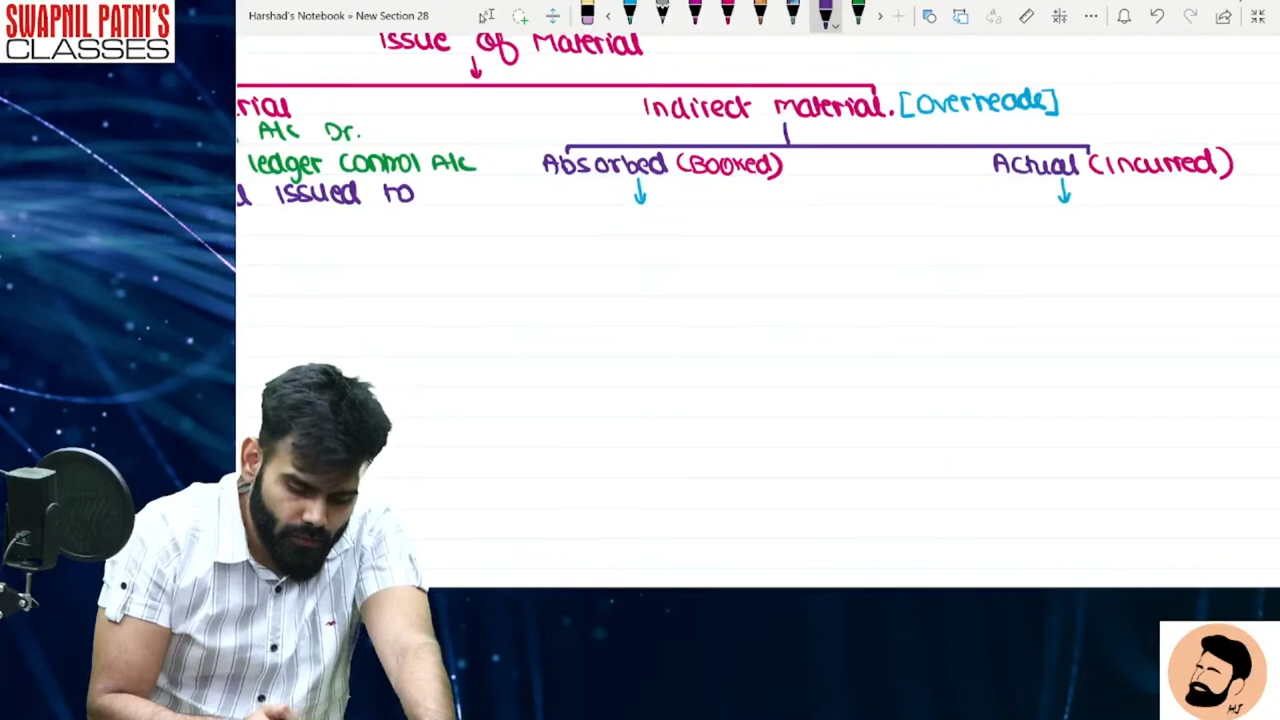 SWAPNIL PATNI'S
CLASSES
Harshad's Notebook » New Section 28
Issue of Material
rial
Indirect material. [Overheads]
A/c Dr.
ledger control A/c
Absorbed (Booked)
Actual (Incurred)
l issued to
HJ